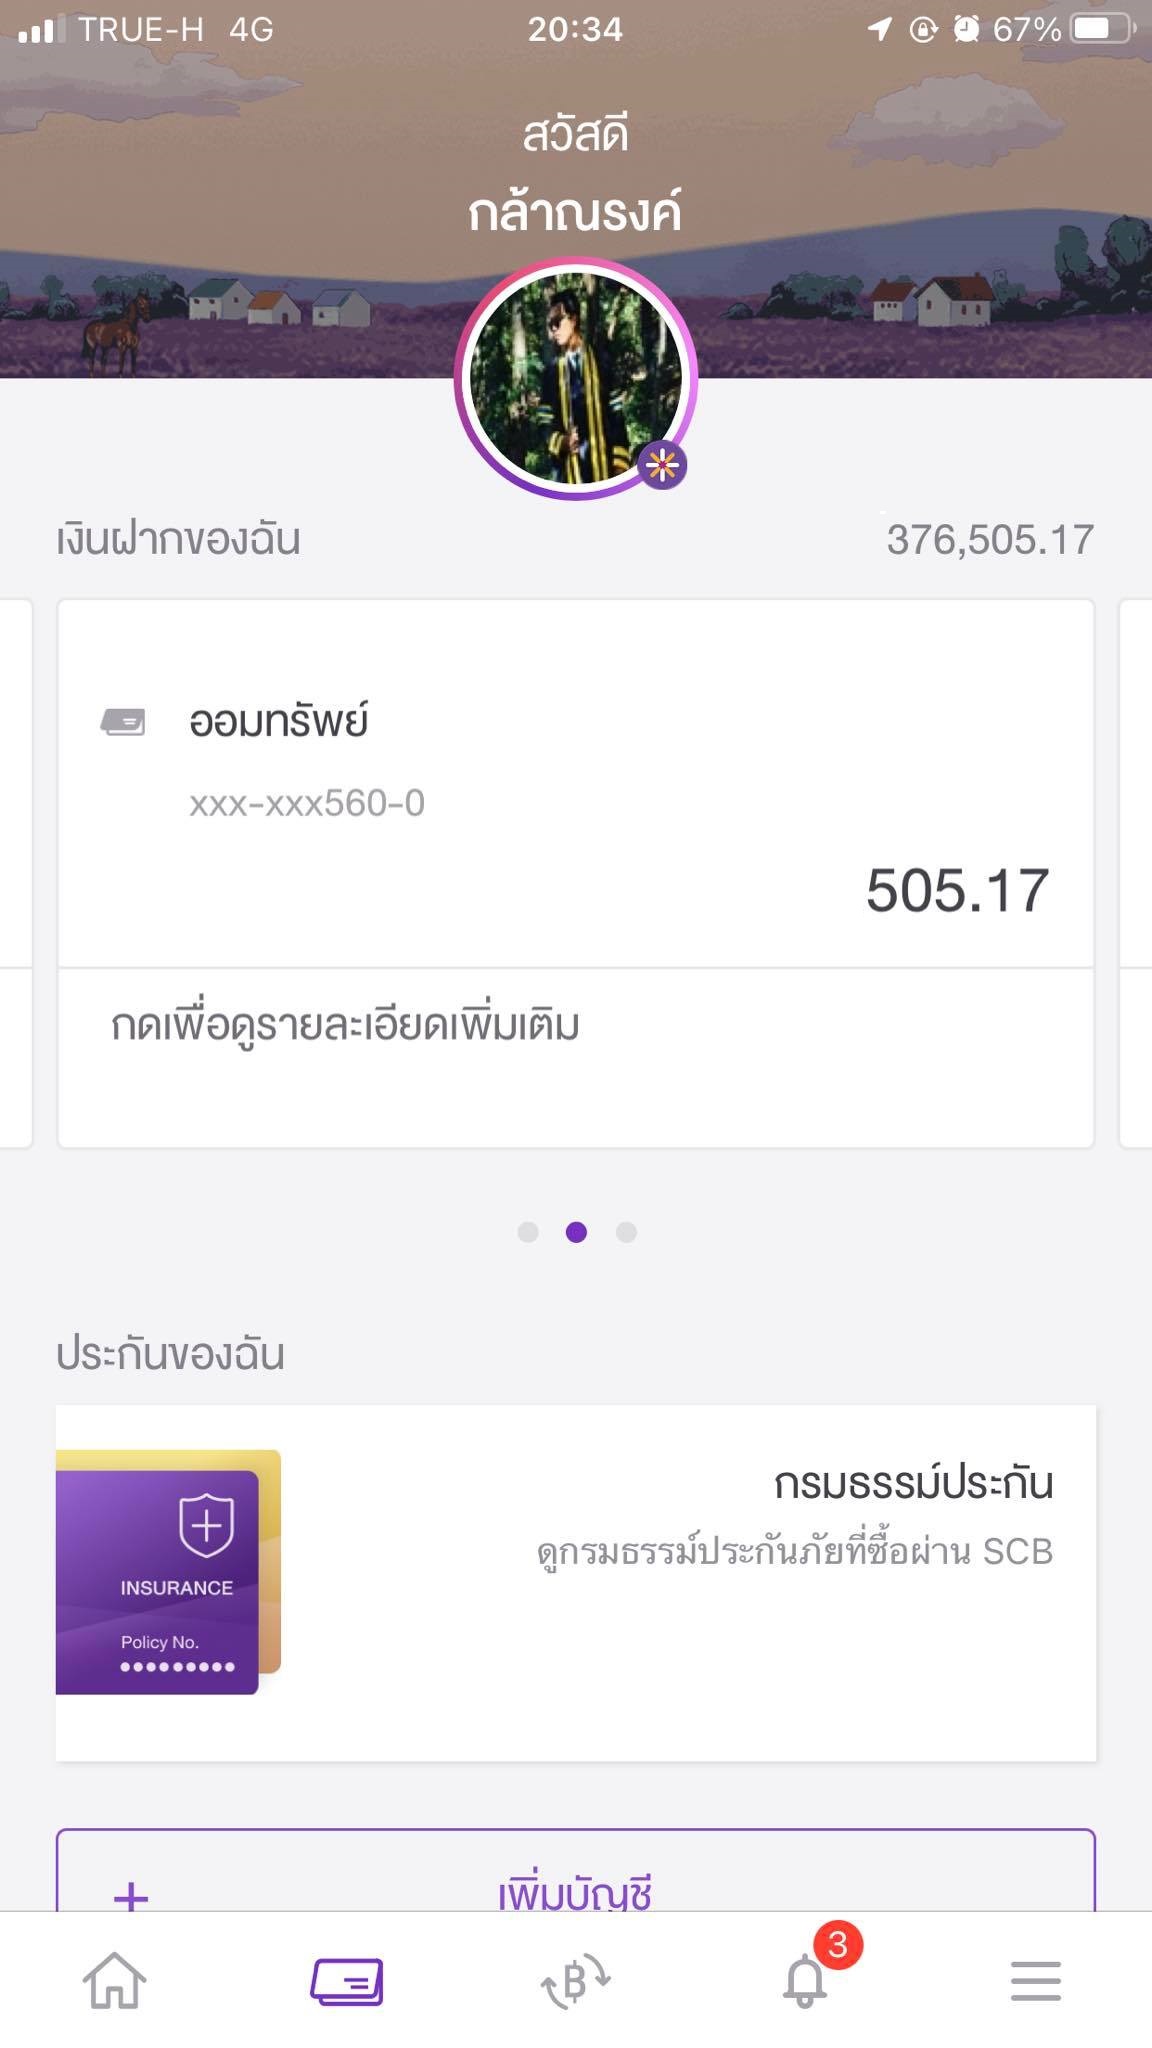 TRUE-H 4G 20:34 67%
สวัสดี
กล้าณรงค์
เงินฝากของฉัน 376,505.17
ออมทรัพย์
xxx-xxx560-0
505.17
กดเพื่อดูรายละเอียดเพิ่มเติม
ประกันของฉัน
กรมธรรม์ประกัน
ดูกรมธรรม์ประกันภัยที่ซื้อผ่าน SCB
INSURANCE
Policy No.
+ เพิ่มบัญชี
3